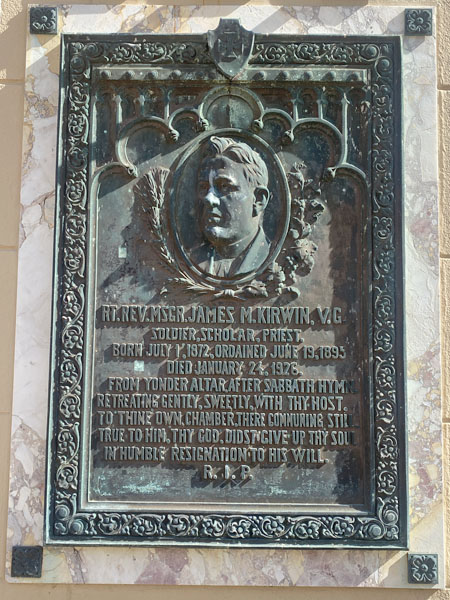 RT. REV. MSGR. JAMES M. KIRWIN, V.G.
SOLDIER, SCHOLAR, PRIEST.
BORN JULY 1, 1872, ORDAINED JUNE 19, 1895
DIED JANUARY 24, 1926.
FROM YONDER ALTAR, AFTER SABBATH HYMN
RETREATING GENTLY, SWEETLY, WITH THY HOST.
TO THINE OWN CHAMBER, THERE COMMUNING STIL
TRUE TO HIM, THY GOD, DIDST GIVE UP THY SOU
IN HUMBLE RESIGNATION TO HIS WILL.
R. I. P.